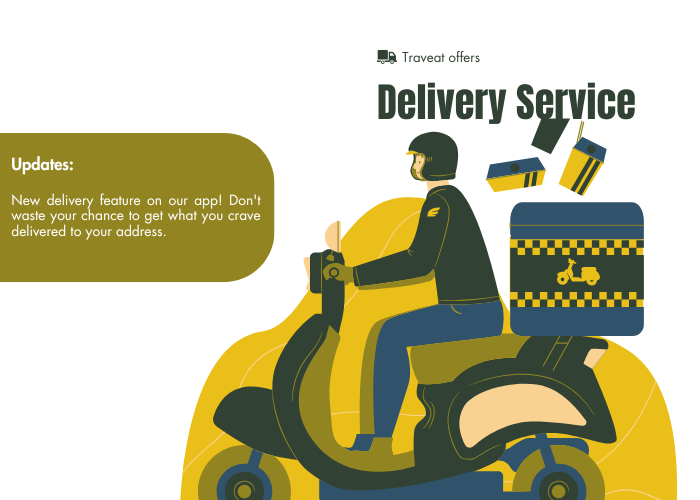 Traveat offers
Delivery Service
Updates:
New delivery feature on our app! Don't
waste your chance to get what you crave
delivered to your address.